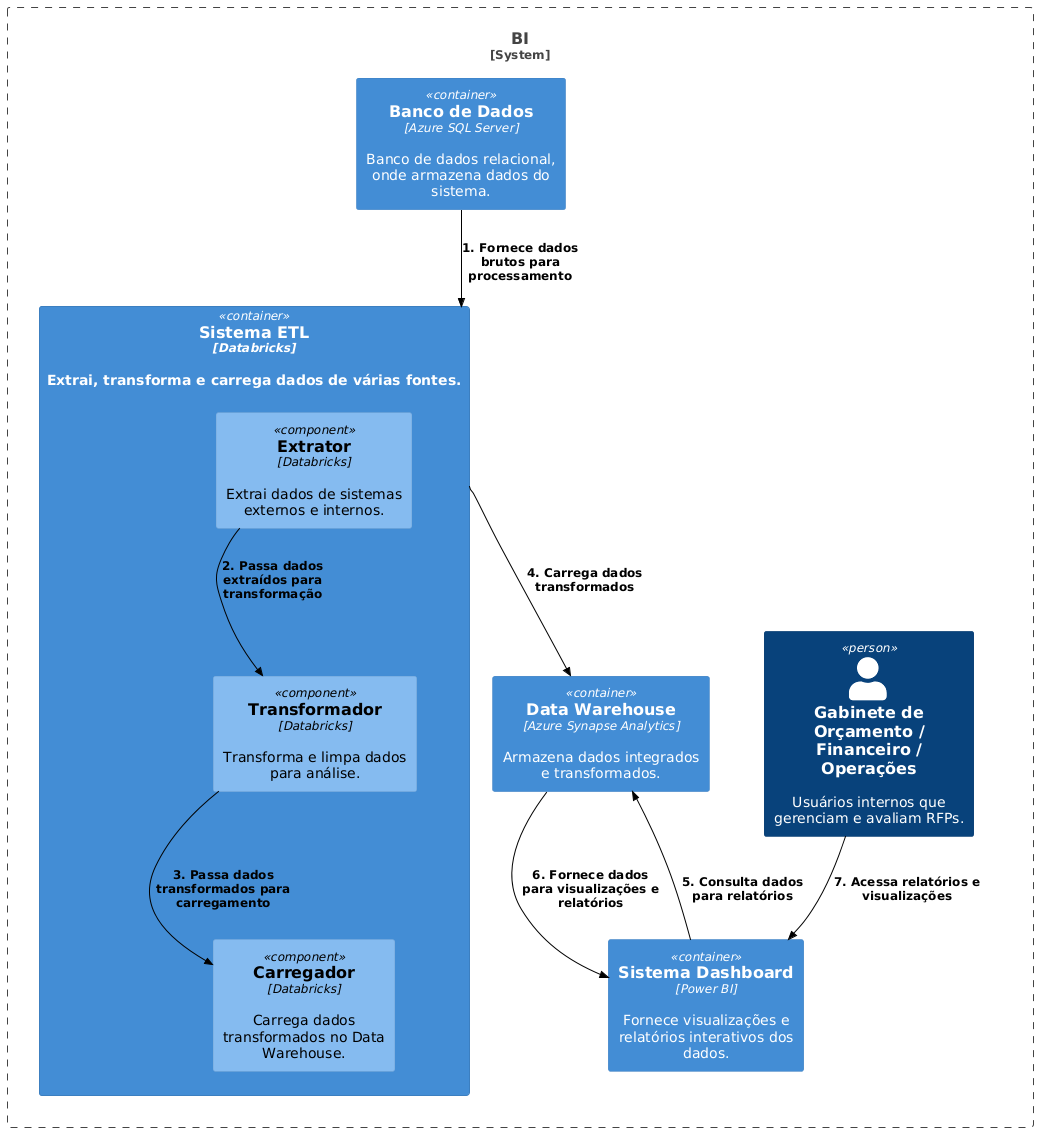 BI
[System]
«container»
Banco de Dados
[Azure SQL Server]
Banco de dados relacional,
onde armazena dados do
sistema.
1. Fornece dados
brutos para
processamento
«container»
Sistema ETL
[Databricks]
Extrai, transforma e carrega dados de várias fontes.
«component»
Extrator
[Databricks]
Extrai dados de sistemas
externos e internos.
2. Passa dados
extraídos para
transformação
4. Carrega dados
transformados
«component»
Transformador
[Databricks]
Transforma e limpa dados
para análise.
«container»
Data Warehouse
[Azure Synapse Analytics]
Armazena dados integrados
e transformados.
«person»
Gabinete de
Orçamento /
Financeiro /
Operações
Usuários internos que
gerenciam e avaliam RFPs.
3. Passa dados
transformados para
carregamento
6. Fornece dados
para visualizações e
relatórios
5. Consulta dados
para relatórios
7. Acessa relatórios e
visualizações
«component»
Carregador
[Databricks]
Carrega dados
transformados no Data
Warehouse.
«container»
Sistema Dashboard
[Power BI]
Fornece visualizações e
relatórios interativos dos
dados.